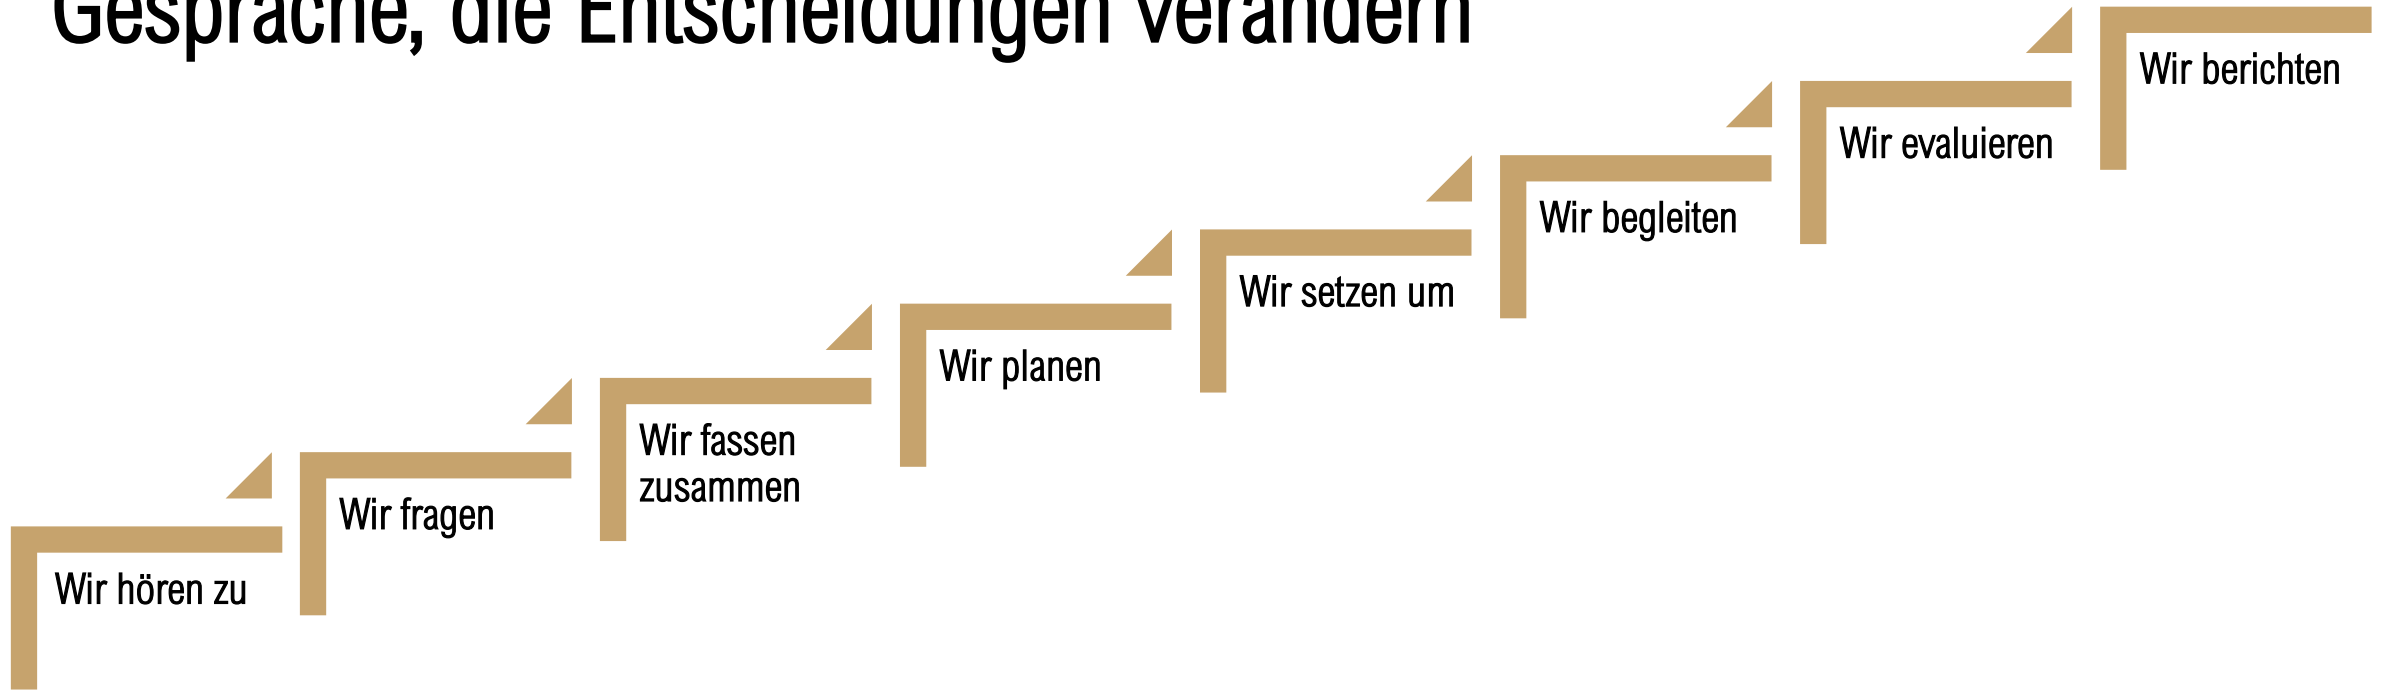 Gespräche, die Entscheidungen verändern
Wir hören zu
Wir fragen
Wir fassen
zusammen
Wir planen
Wir setzen um
Wir begleiten
Wir evaluieren
Wir berichten